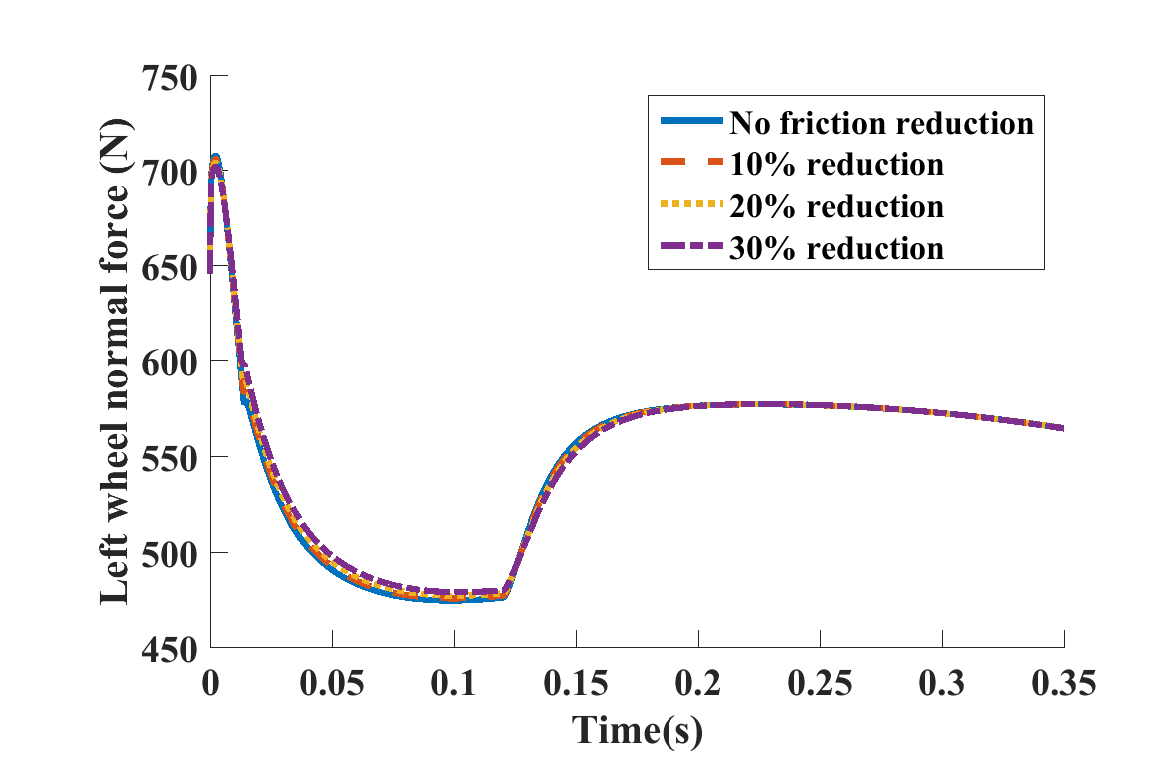 750
700
650
600
550
500
450
Left wheel normal force (N)
No friction reduction
10% reduction
20% reduction
30% reduction
0
0.05
0.1
0.15
0.2
0.25
0.3
0.35
Time(s)